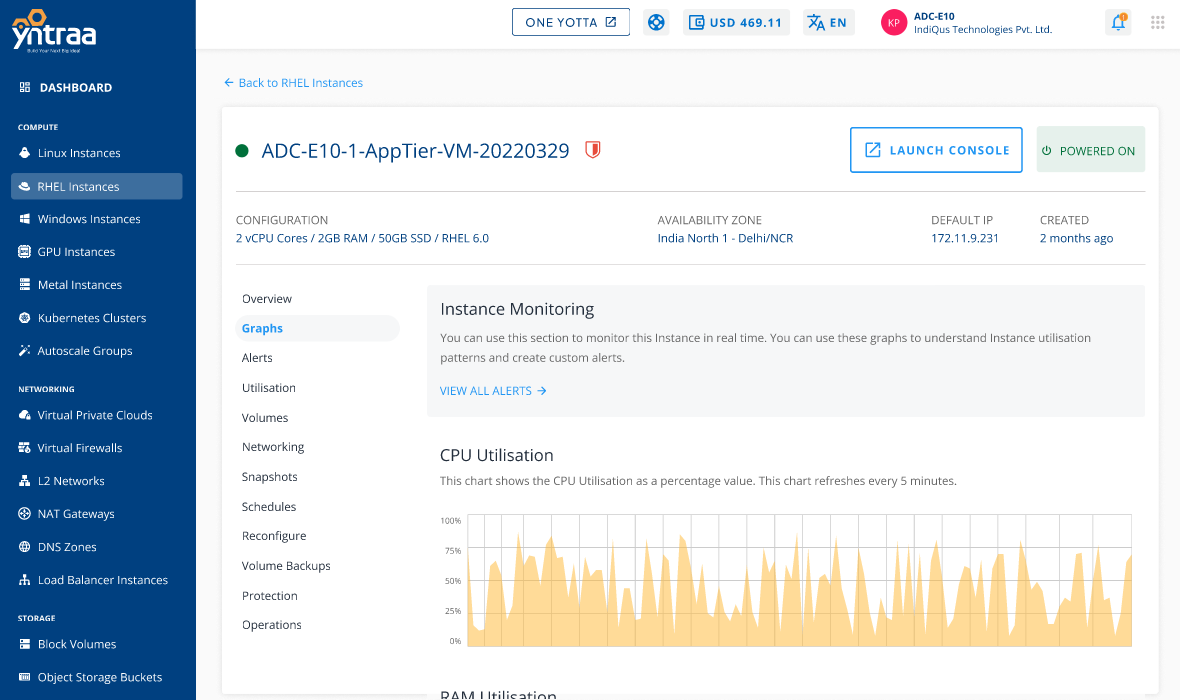 yntraa
Build Your Next Big Idea!
ONE YOTTA
USD 469.11
EN
KP
ADC-E10
IndiQus Technologies Pvt. Ltd.
DASHBOARD
COMPUTE
Linux Instances
RHEL Instances
Windows Instances
GPU Instances
Metal Instances
Kubernetes Clusters
Autoscale Groups
NETWORKING
Virtual Private Clouds
Virtual Firewalls
L2 Networks
NAT Gateways
DNS Zones
Load Balancer Instances
STORAGE
Block Volumes
Object Storage Buckets
Back to RHEL Instances
ADC-E10-1-AppTier-VM-20220329
LAUNCH CONSOLE
POWERED ON
CONFIGURATION
2 vCPU Cores / 2GB RAM / 50GB SSD / RHEL 6.0
AVAILABILITY ZONE
India North 1 - Delhi/NCR
DEFAULT IP
172.11.9.231
CREATED
2 months ago
Overview
Graphs
Alerts
Utilisation
Volumes
Networking
Snapshots
Schedules
Reconfigure
Volume Backups
Protection
Operations
Instance Monitoring
You can use this section to monitor this Instance in real time. You can use these graphs to understand Instance utilisation
patterns and create custom alerts.
VIEW ALL ALERTS
CPU Utilisation
This chart shows the CPU Utilisation as a percentage value. This chart refreshes every 5 minutes.
100%
75%
50%
25%
0%
RAM Utilisation